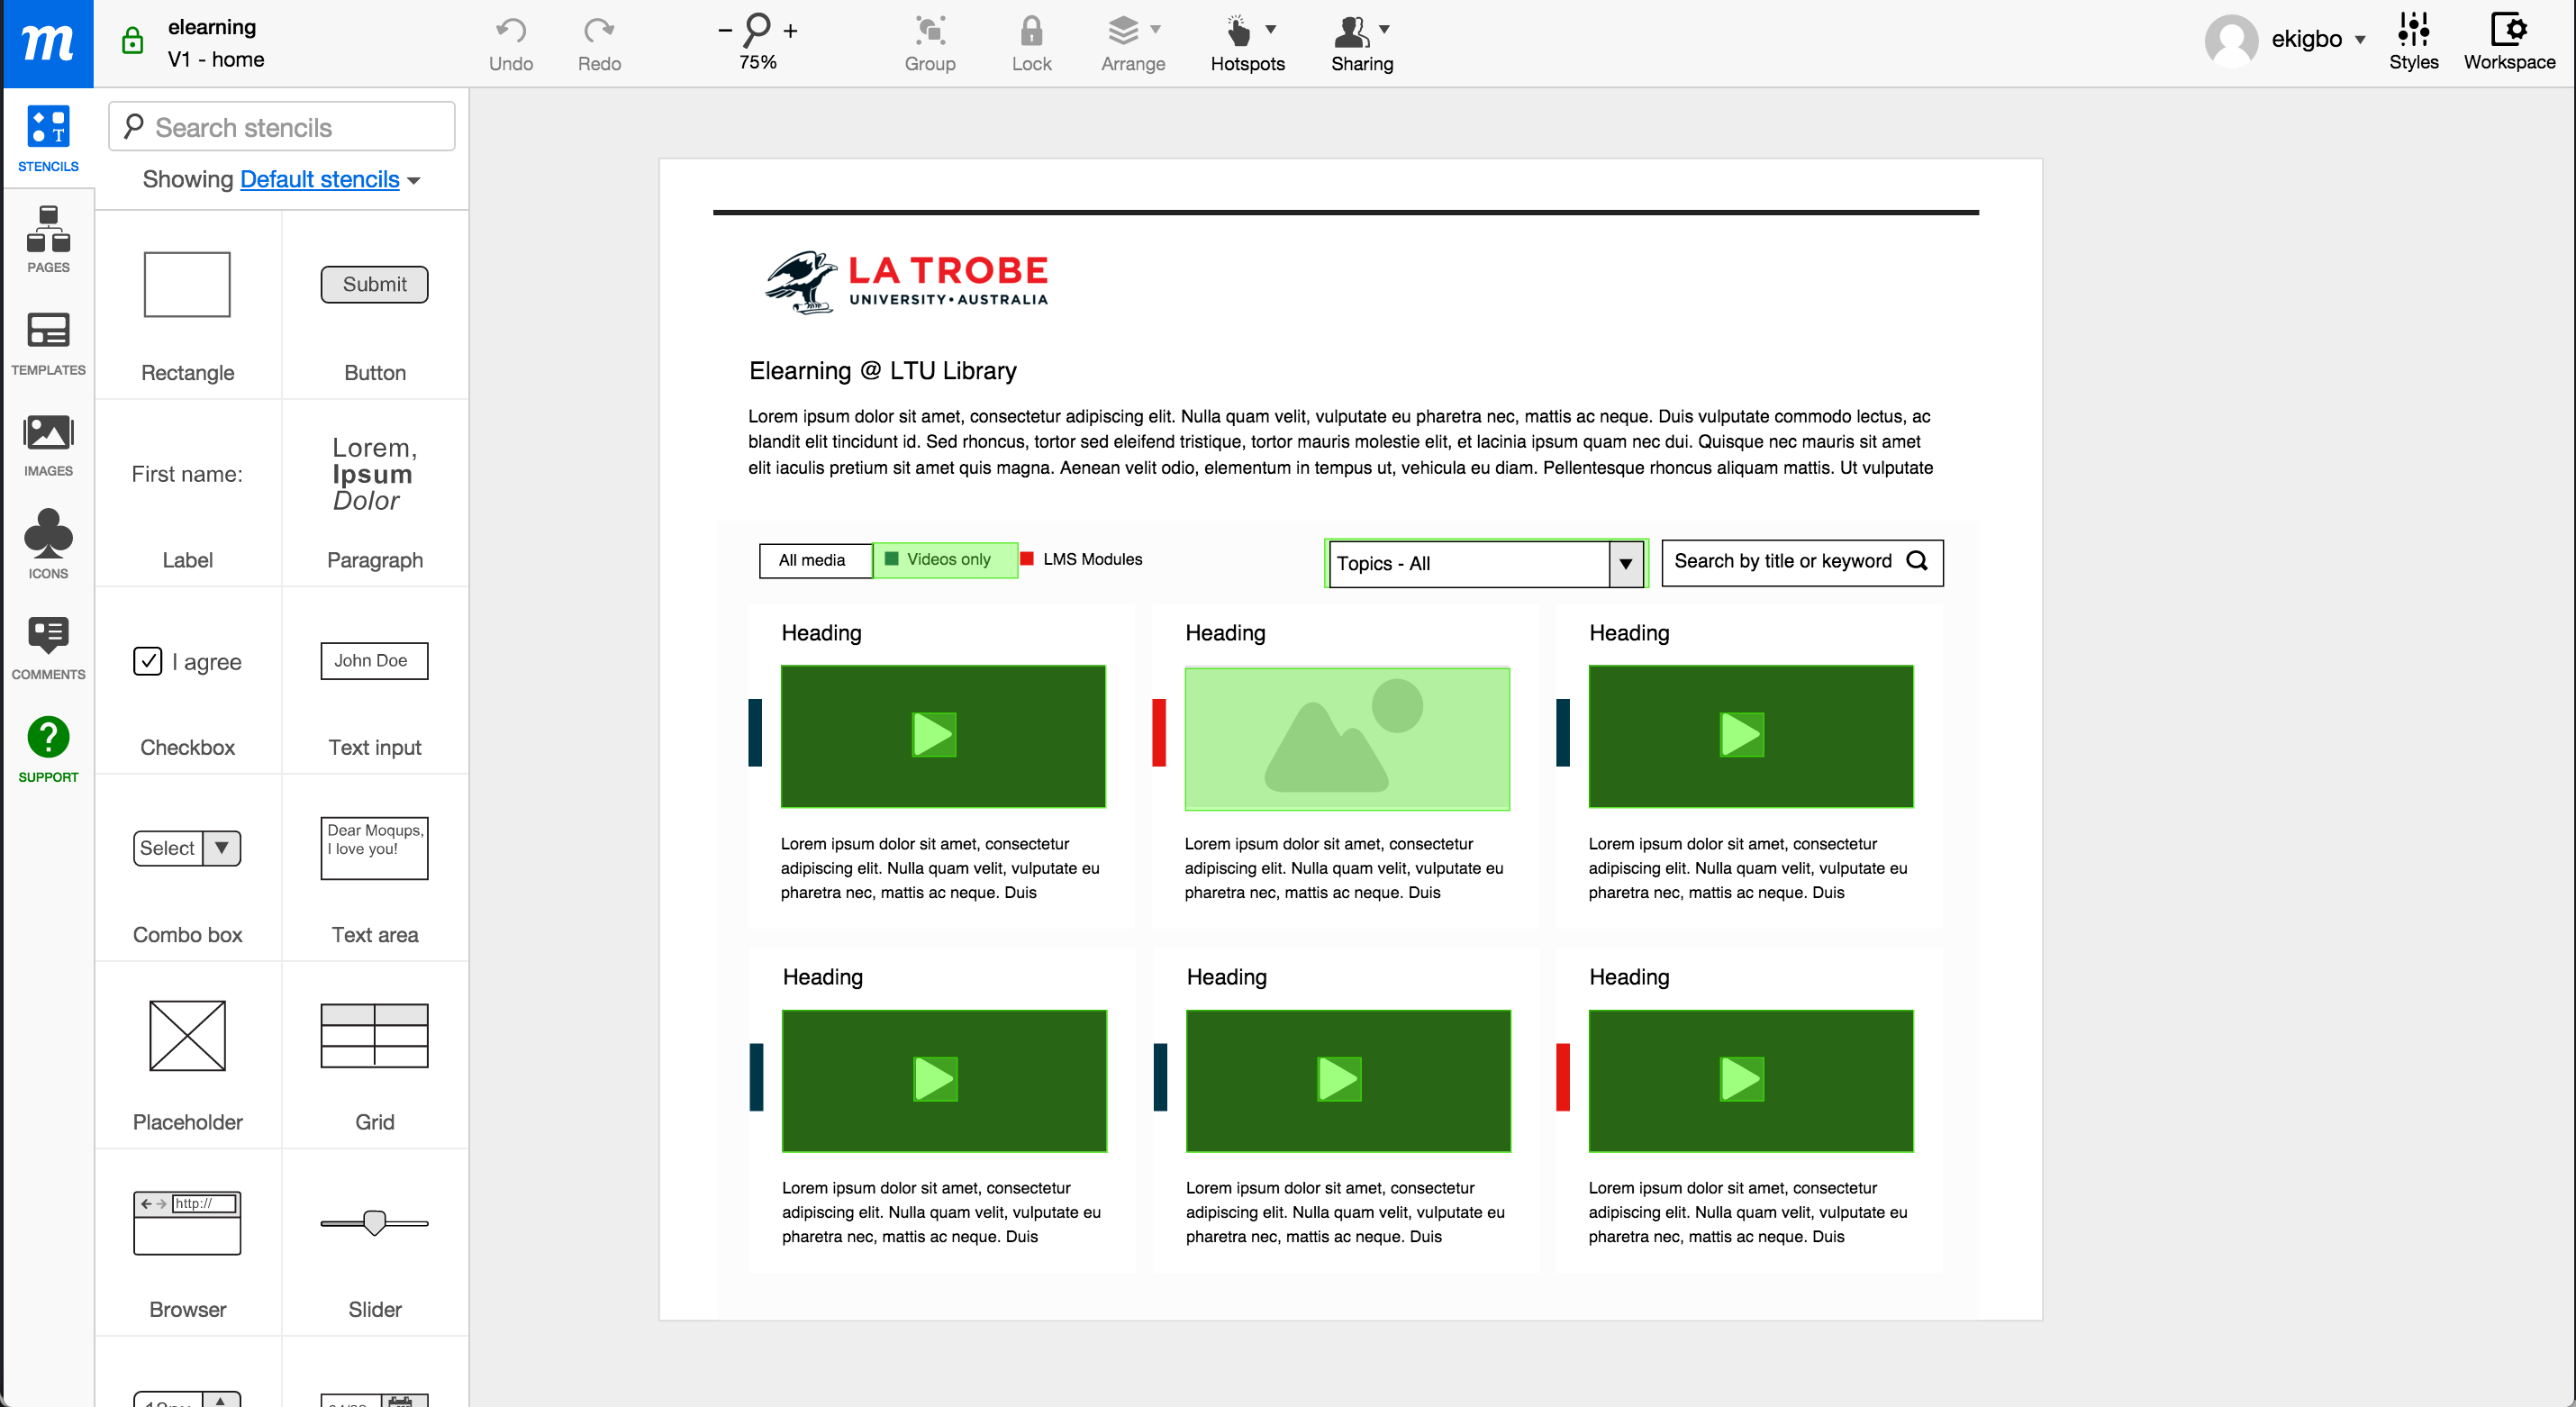 m
elearning
V1 - home
Undo
Redo
75%
Group
Lock
Arrange
Hotspots
Sharing
ekigbo
Styles
Workspace
STENCILS
PAGES
TEMPLATES
IMAGES
ICONS
COMMENTS
SUPPORT
Search stencils
Showing Default stencils
Submit
Rectangle
Button
First name:
Lorem,
Ipsum
Dolor
Label
Paragraph
I agree
John Doe
Checkbox
Text input
Select
Dear Moqups,
I love you!
Combo box
Text area
Placeholder
Grid
http://
Browser
Slider
LA TROBE
UNIVERSITY • AUSTRALIA
Elearning @ LTU Library
Lorem ipsum dolor sit amet, consectetur adipiscing elit. Nulla quam velit, vulputate eu pharetra nec, mattis ac neque. Duis vulputate commodo lectus, ac
blandit elit tincidunt id. Sed rhoncus, tortor sed eleifend tristique, tortor mauris molestie elit, et lacinia ipsum quam nec dui. Quisque nec mauris sit amet
elit iaculis pretium sit amet quis magna. Aenean velit odio, elementum in tempus ut, vehicula eu diam. Pellentesque rhoncus aliquam mattis. Ut vulputate
All media
Videos only
LMS Modules
Topics - All
Search by title or keyword
Heading
Lorem ipsum dolor sit amet, consectetur
adipiscing elit. Nulla quam velit, vulputate eu
pharetra nec, mattis ac neque. Duis
Heading
Lorem ipsum dolor sit amet, consectetur
adipiscing elit. Nulla quam velit, vulputate eu
pharetra nec, mattis ac neque. Duis
Heading
Lorem ipsum dolor sit amet, consectetur
adipiscing elit. Nulla quam velit, vulputate eu
pharetra nec, mattis ac neque. Duis
Heading
Lorem ipsum dolor sit amet, consectetur
adipiscing elit. Nulla quam velit, vulputate eu
pharetra nec, mattis ac neque. Duis
Heading
Lorem ipsum dolor sit amet, consectetur
adipiscing elit. Nulla quam velit, vulputate eu
pharetra nec, mattis ac neque. Duis
Heading
Lorem ipsum dolor sit amet, consectetur
adipiscing elit. Nulla quam velit, vulputate eu
pharetra nec, mattis ac neque. Duis